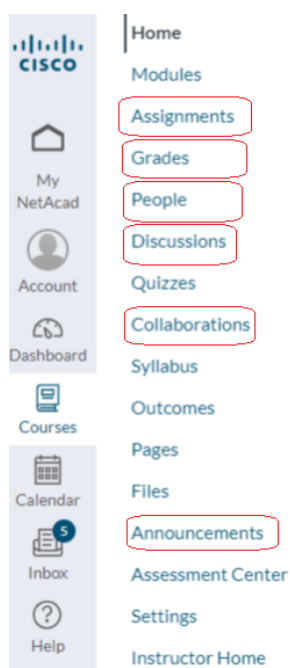 CISCO
My
NetAcad
Account
Dashboard
Courses
Calendar
5
Inbox
Help
Home
Modules
Assignments
Grades
People
Discussions
Quizzes
Collaborations
Syllabus
Outcomes
Pages
Files
Announcements
Assessment Center
Settings
Instructor Home